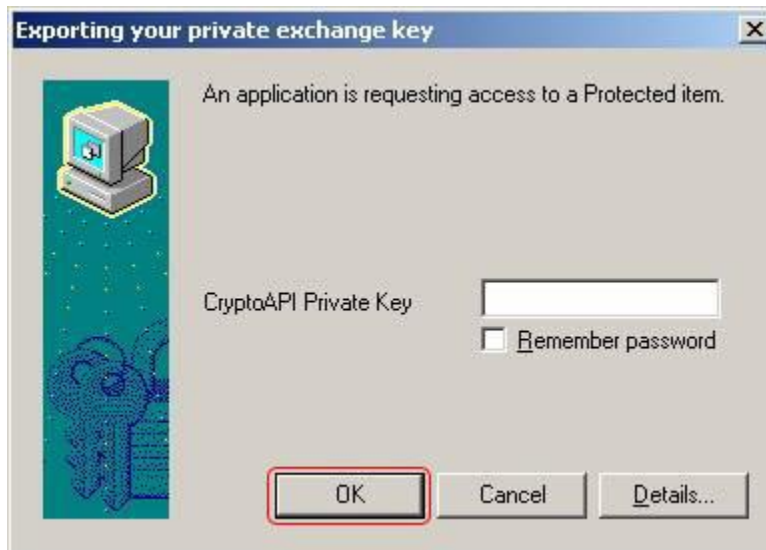 Exporting your private exchange key
An application is requesting access to a Protected item.
CryptoAPI Private Key
Remember password
OK Cancel Details...